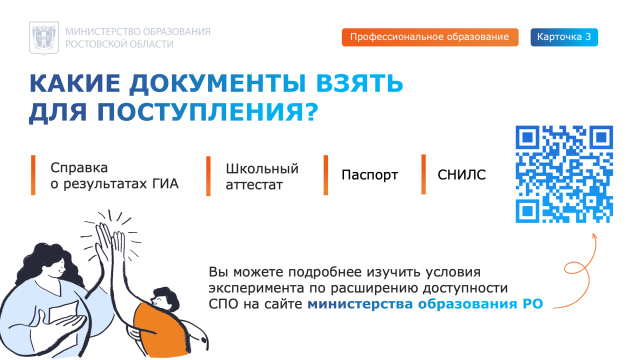 МИНИСТЕРСТВО ОБРАЗОВАНИЯ
РОСТОВСКОЙ ОБЛАСТИ
Профессиональное образование
Карточка 3
КАКИЕ ДОКУМЕНТЫ ВЗЯТЬ
ДЛЯ ПОСТУПЛЕНИЯ?
Справка
о результатах ГИА
Школьный
аттестат
Паспорт
СНИЛС
Вы можете подробнее изучить условия
эксперимента по расширению доступности
СПО на сайте министерства образования РО